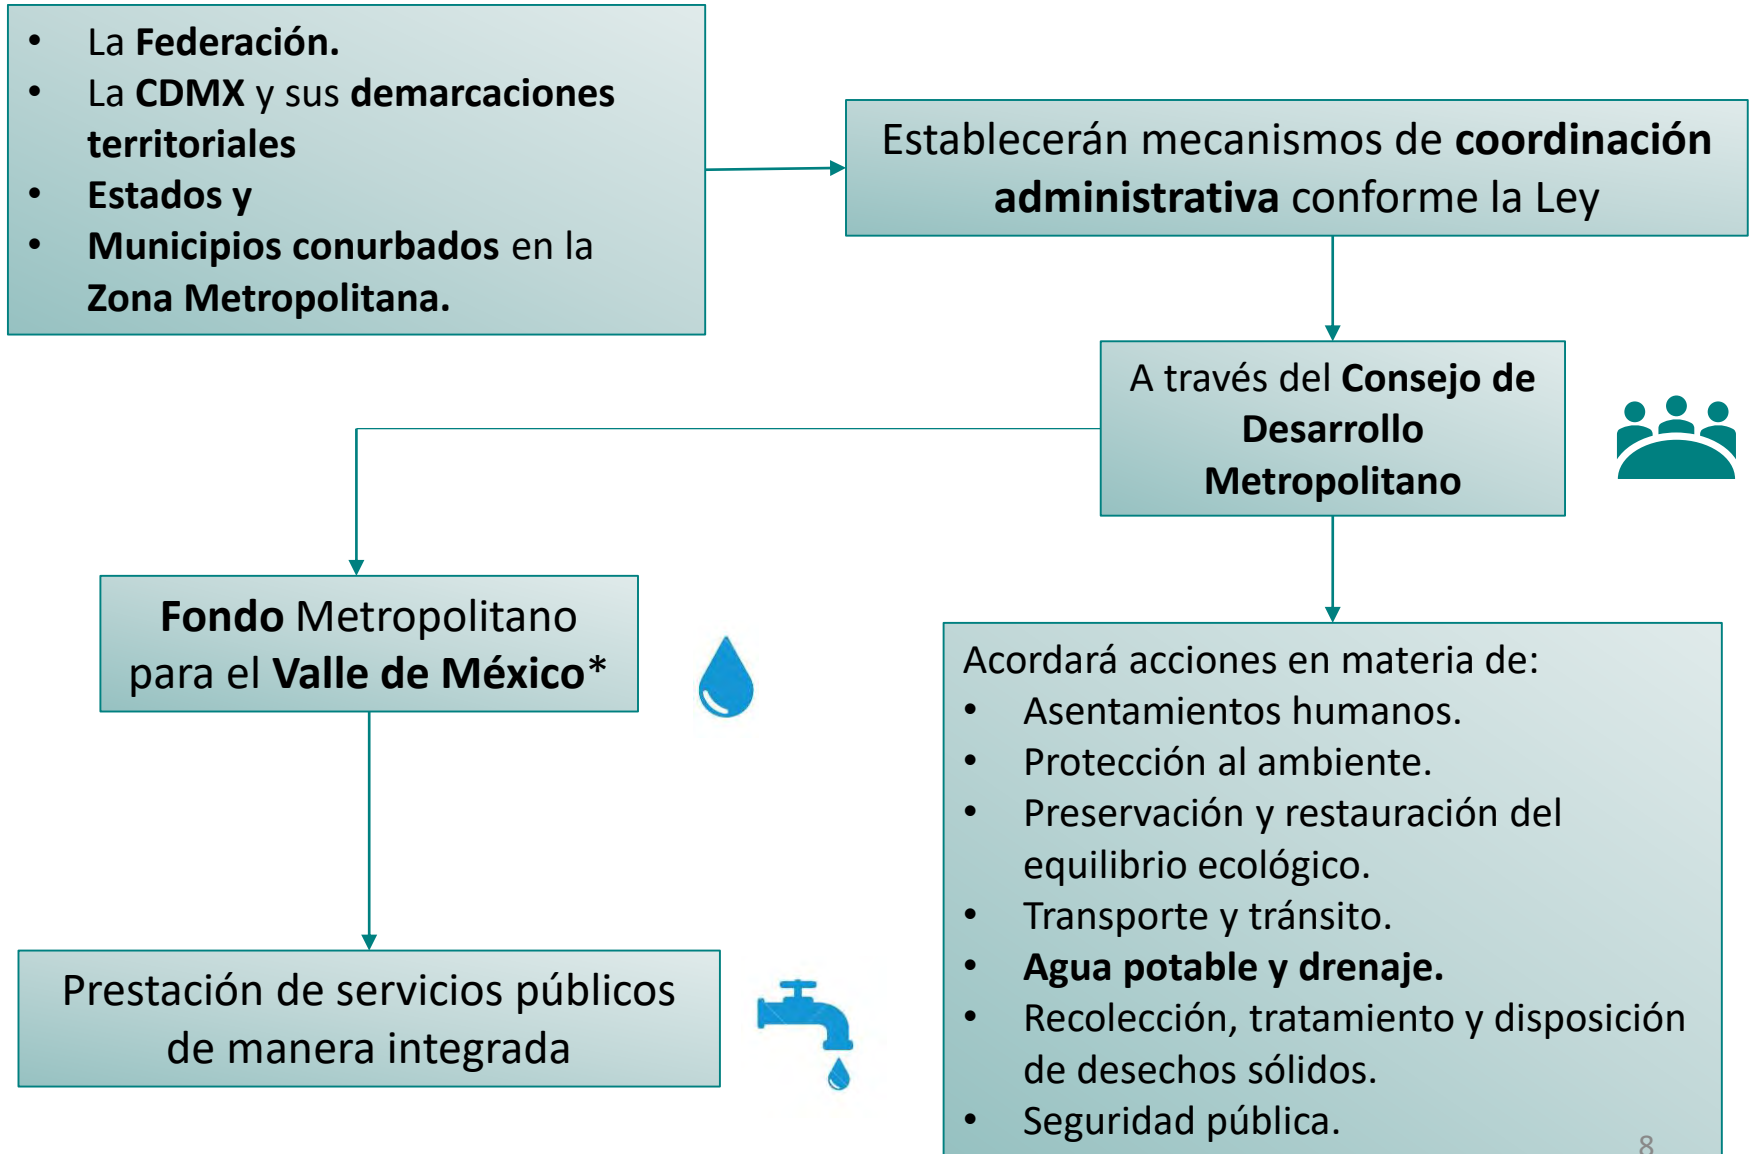 • La Federación.
• La CDMX y sus demarcaciones
territoriales
• Estados y
• Municipios conurbados en la
Zona Metropolitana.
Establecerán mecanismos de coordinación
administrativa conforme la Ley
A través del Consejo de
Desarrollo
Metropolitano
Fondo Metropolitano
para el Valle de México*
Prestación de servicios públicos
de manera integrada
Acordará acciones en materia de:
• Asentamientos humanos.
• Protección al ambiente.
• Preservación y restauración del
equilibrio ecológico.
• Transporte y tránsito.
• Agua potable y drenaje.
• Recolección, tratamiento y disposición
de desechos sólidos.
• Seguridad pública.
8